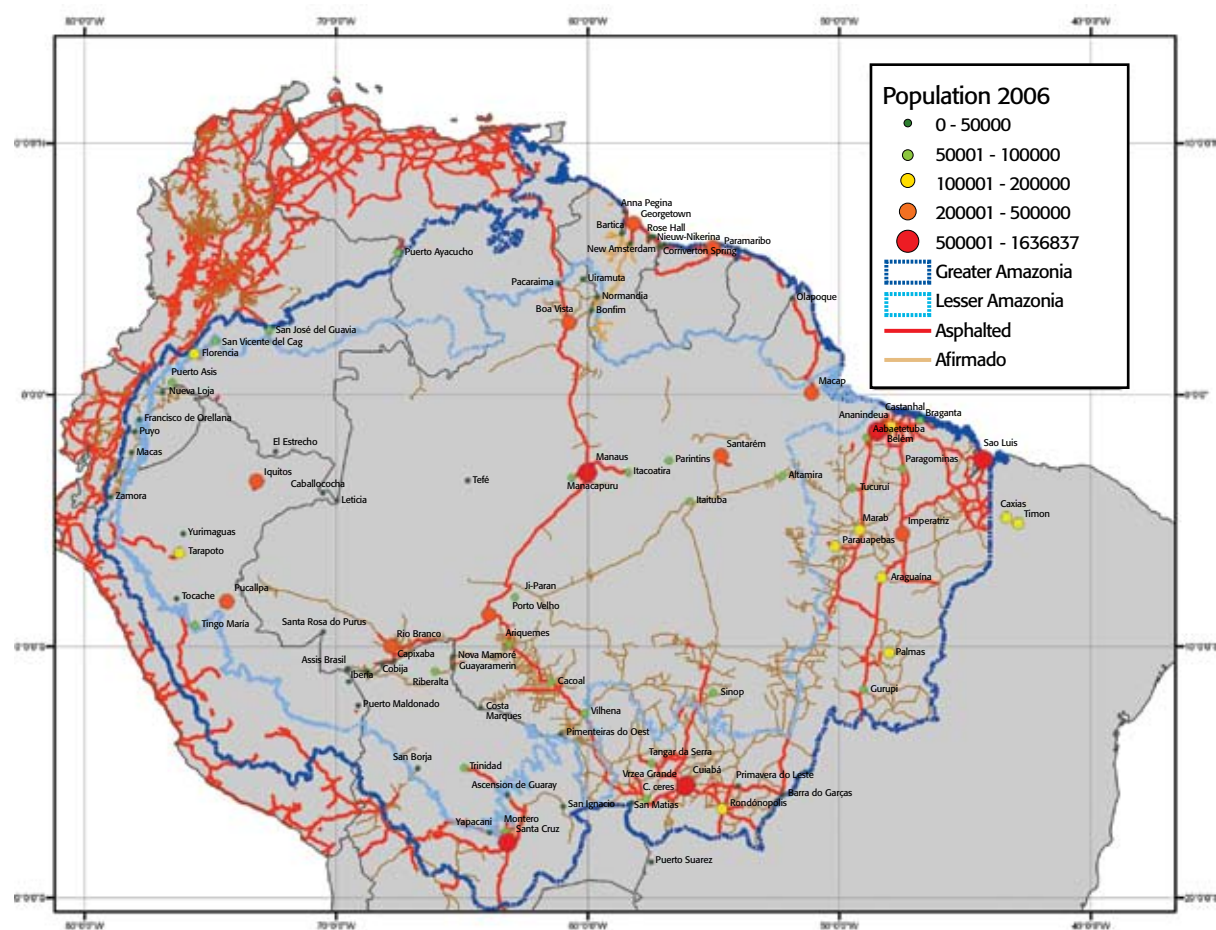 Population 2006
0 - 50000
50001 - 100000
100001 - 200000
200001 - 500000
500001 - 1636837
Greater Amazonia
Lesser Amazonia
Asphalted
Afirmado
Anna Pegina
Georgetown
Bartica
Rose Hall
Nieuw-Nikerina
New Amsterdam
Corriverton Spring
Paramaribo
Puerto Ayacucho
Pacaraima
Uiramuta
Normandia
Boa Vista
Bonfim
Olapoque
San José del Guavia
San Vicente del Cag
Florencia
Puerto Asis
Nueva Loja
Macap
Castanhal
Ananindeua
Braganta
Francisco de Orellana
Puyo
Aabaetetuba
Belém
Macas
El Estrecho
Manaus
Parintins
Santarém
Sao Luis
Iquitos
Caballococha
Tefé
Itacoatira
Manacapuru
Altamira
Paragominas
Zamora
Leticia
Itaituba
Tucurui
Caxias
Timon
Yurimaguas
Marab
Imperatriz
Tarapoto
Parauapebas
Pucallpa
Ji-Paran
Araguaína
Tocache
Porto Velho
Tingo María
Santa Rosa do Purus
Rio Branco
Ariquemes
Capixaba
Nova Mamoré
Palmas
Assis Brasil
Cobija
Guayaramerin
Iberia
Riberalta
Cacoal
Sinop
Gurupi
Puerto Maldonado
Costa
Marques
Vilhena
Pimenteiras do Oest
San Borja
Trinidad
Tangar da Serra
Ascension de Guaray
Vrzea Grande
Cuiabá
Primavera do Leste
C. ceres
Barra do Garças
San Ignacio
San Matias
Rondónopolis
Yapacani
Montero
Santa Cruz
Puerto Suarez